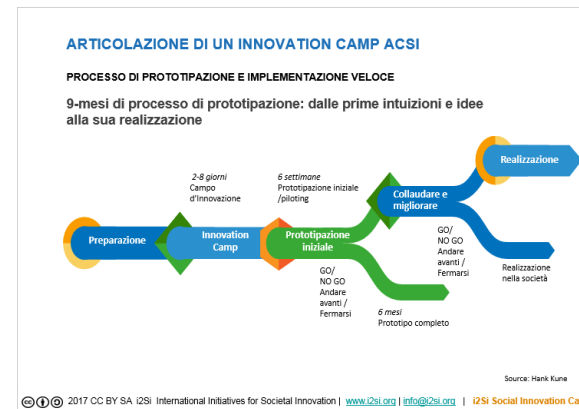 ARTICOLAZIONE DI UN INNOVATION CAMP ACSI
PROCESSO DI PROTOTIPAZIONE E IMPLEMENTAZIONE VELOCE
9-mesi di processo di prototipazione: dalle prime intuizioni e idee
alla sua realizzazione
2-8 giorni
Campo
d'Innovazione
6 settimane
Prototipazione iniziale
/piloting
Realizzazione
Collaudare e
migliorare
Preparazione
Innovation
Camp
Prototipazione
iniziale
GO/
NO GO
Andare
avanti /
Fermarsi
GO/
NO GO
Andare
avanti /
Fermarsi
Realizzazione
nella società
6 mesi
Prototipo completo
Source: Hank Kune
2017 CC BY SA i2Si International Initiatives for Societal Innovation | www.i2si.org | info@i2si.org | i2Si Social Innovation Ca